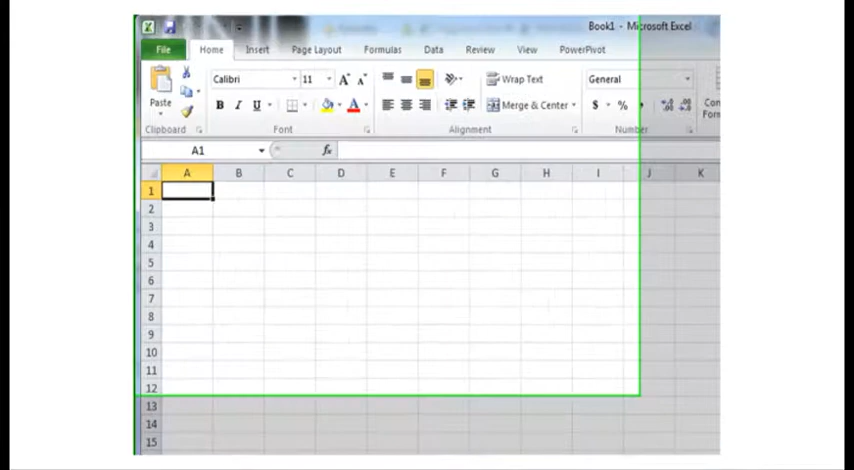 Book1 - Microsoft Excel
File Home Insert Page Layout Formulas Data Review View PowerPivot
Calibri 11 A A Wrap Text General
Paste B I U A Merge & Center $ % , Con
Form
Clipboard Font Alignment Number
A1 fx
A B C D E F G H I J K
1
2
3
4
5
6
7
8
9
10
11
12
13
14
15